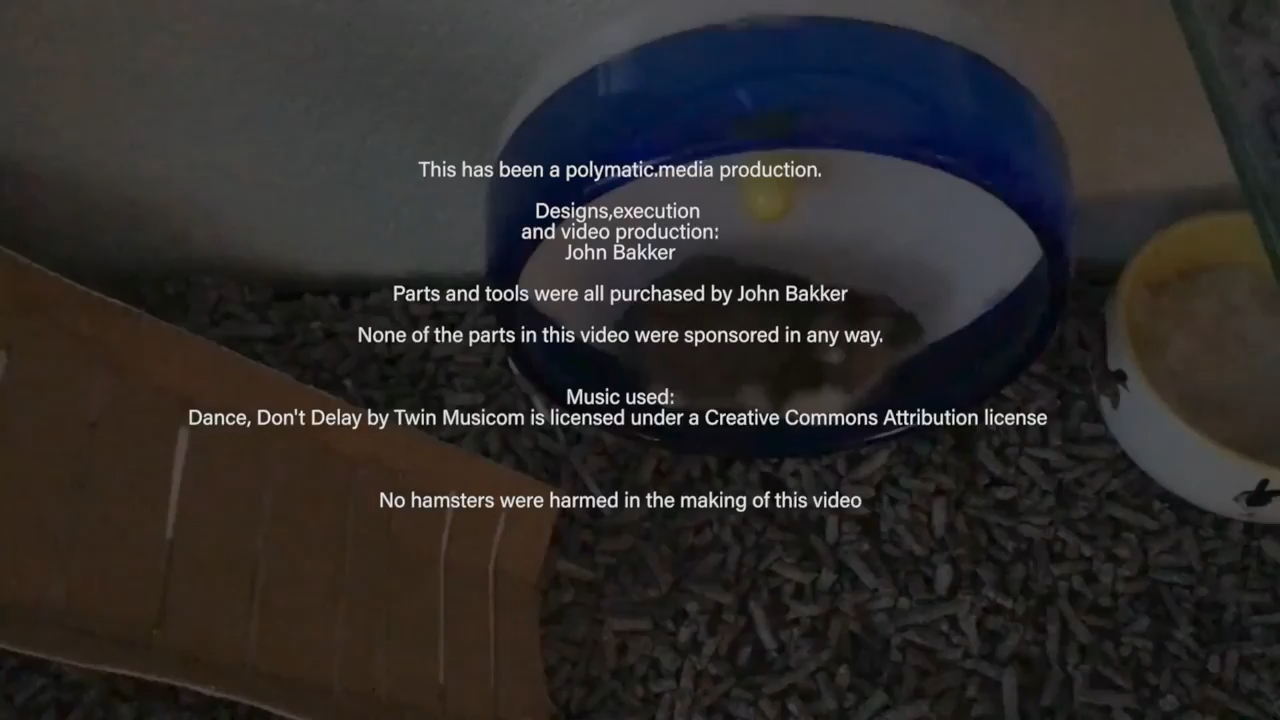 This has been a polymatic.media production.
Designs,execution
and video production:
John Bakker
Parts and tools were all purchased by John Bakker
None of the parts in this video were sponsored in any way.
Music used:
Dance, Don't Delay by Twin Musicom is licensed under a Creative Commons Attribution license
No hamsters were harmed in the making of this video